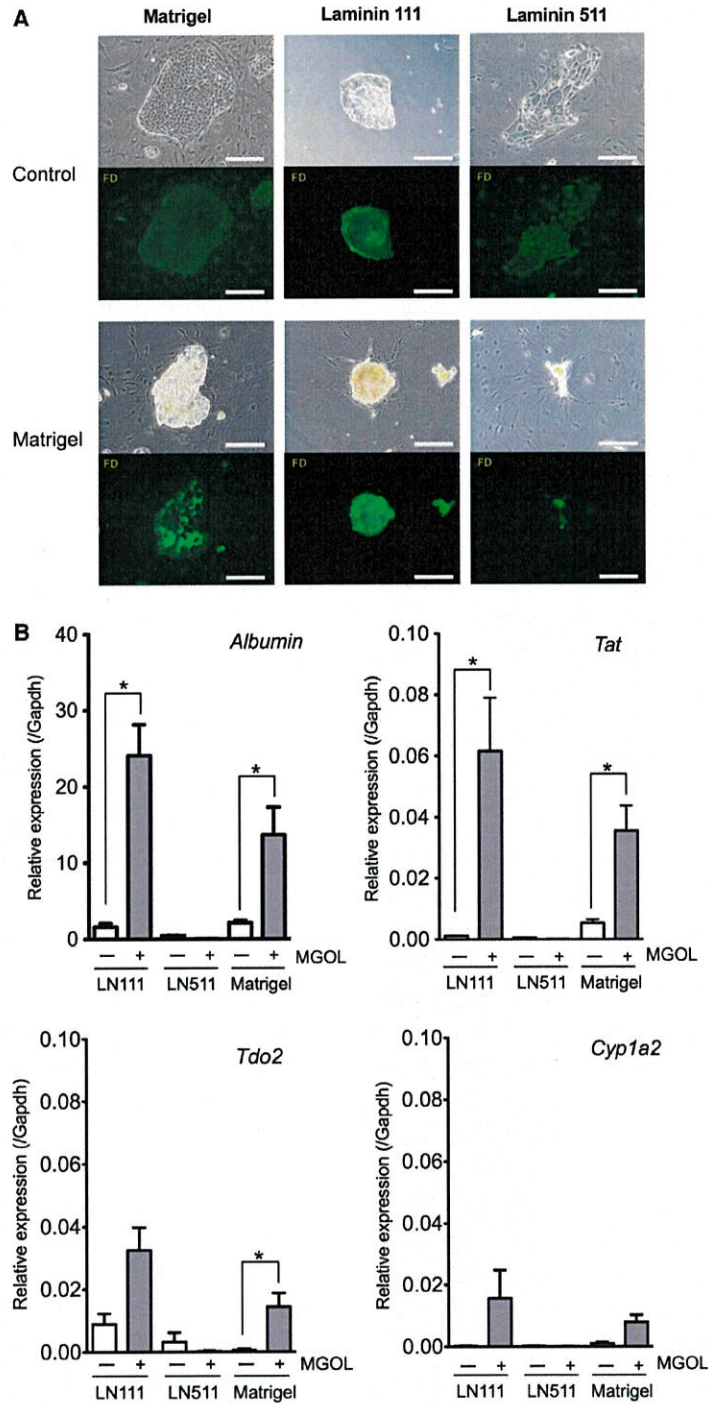 A
Matrigel Laminin 111 Laminin 511
Control
FD FD FD
Matrigel
FD FD FD
B
Albumin
Relative expression (/Gapdh)
40
30
20
10
0
— + — + — + MGOL
LN111 LN511 Matrigel
* *
Tat
Relative expression (/Gapdh)
0.10
0.08
0.06
0.04
0.02
0.00
— + — + — + MGOL
LN111 LN511 Matrigel
* *
Tdo2
Relative expression (/Gapdh)
0.10
0.08
0.06
0.04
0.02
0.00
— + — + — + MGOL
LN111 LN511 Matrigel
*
Cyp1a2
Relative expression (/Gapdh)
0.10
0.08
0.06
0.04
0.02
0.00
— + — + — + MGOL
LN111 LN511 Matrigel